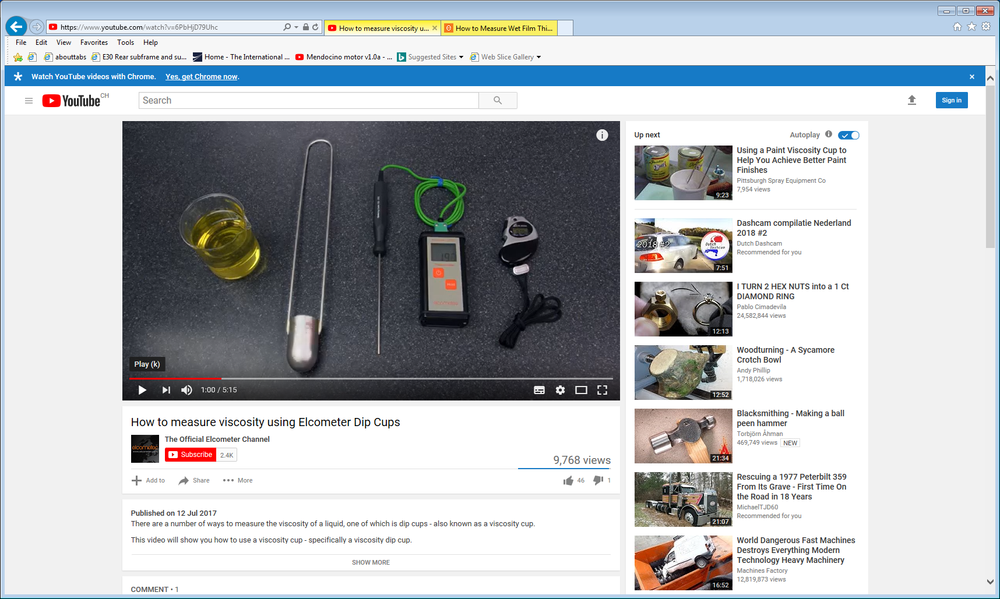 https://www.youtube.com/watch?v=6PbHjD79Uhc
How to measure viscosity u...
How to Measure Wet Film Thi...
File Edit View Favorites Tools Help
abouttabs
E30 Rear subframe and su...
Home - The International ...
Mendocino motor v1.0a - ...
Suggested Sites
Web Slice Gallery
Watch YouTube videos with Chrome. Yes, get Chrome now.
YouTube CH
Search
Sign in
Play (k)
1:00 / 5:15
How to measure viscosity using Elcometer Dip Cups
elcometer
The Official Elcometer Channel
Subscribe 2.4K
9,768 views
Add to Share More
46 1
Published on 12 Jul 2017
There are a number of ways to measure the viscosity of a liquid, one of which is dip cups - also known as a viscosity cup.
This video will show you how to use a viscosity cup - specifically a viscosity dip cup.
SHOW MORE
COMMENT • 1
Up next
Autoplay
9:23
Using a Paint Viscosity Cup to
Help You Achieve Better Paint
Finishes
Pittsburgh Spray Equipment Co
7,954 views
2018 #2
Dutch
Dashcam
7:51
Dashcam compilatie Nederland
2018 #2
Dutch Dashcam
Recommended for you
12:13
I TURN 2 HEX NUTS into a 1 Ct
DIAMOND RING
Pablo Cimadevila
24,582,844 views
12:52
Woodturning - A Sycamore
Crotch Bowl
Andy Phillip
1,718,026 views
21:34
Blacksmithing - Making a ball
peen hammer
Torbjörn Åhman
469,749 views NEW
21:07
Rescuing a 1977 Peterbilt 359
From Its Grave - First Time On
the Road in 18 Years
MichaelTJD60
Recommended for you
16:52
World Dangerous Fast Machines
Destroys Everything Modern
Technology Heavy Machinery
Machines Factory
12,819,873 views